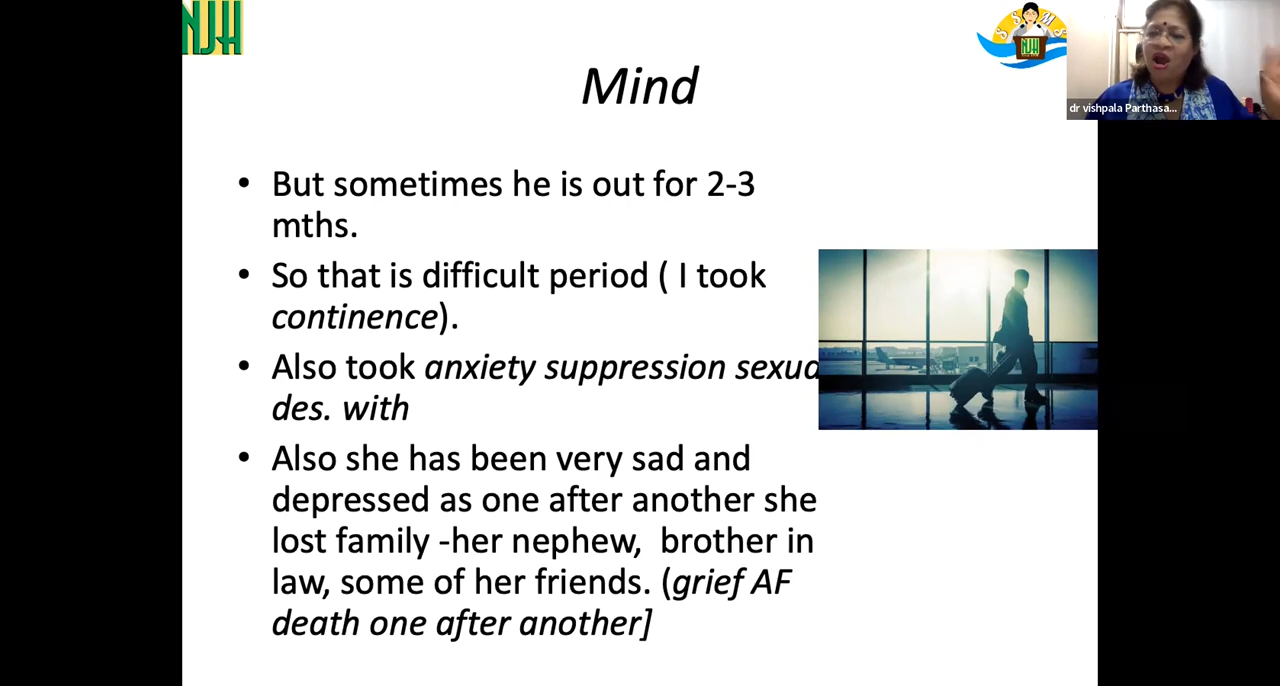 NJH
S S M S
NJH
dr vishpala Parthasa...
Mind
• But sometimes he is out for 2-3
mths.
• So that is difficult period ( I took
continence).
• Also took anxiety suppression sexua
des. with
• Also she has been very sad and
depressed as one after another she
lost family -her nephew,  brother in
law, some of her friends. (grief AF
death one after another]